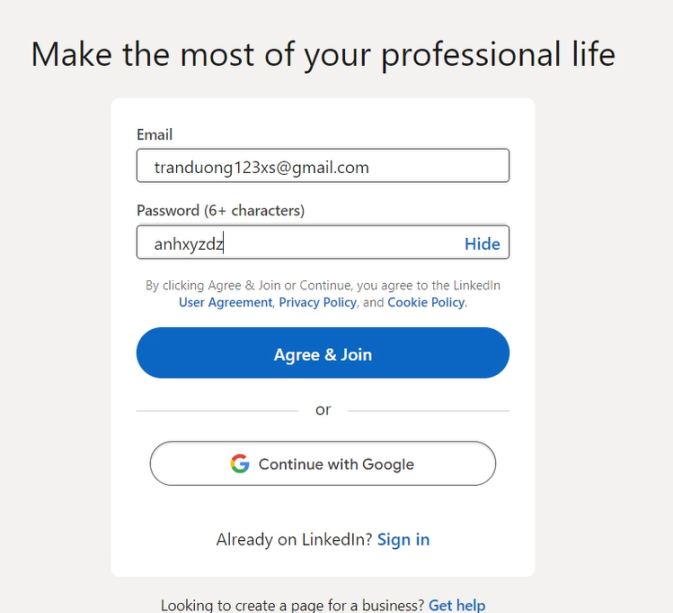 Make the most of your professional life
Email
tranduong123xs@gmail.com
Password (6+ characters)
anhxyzdz
Hide
By clicking Agree & Join or Continue, you agree to the LinkedIn
User Agreement, Privacy Policy, and Cookie Policy.
Agree & Join
or
Continue with Google
Already on LinkedIn? Sign in
Looking to create a page for a business? Get help